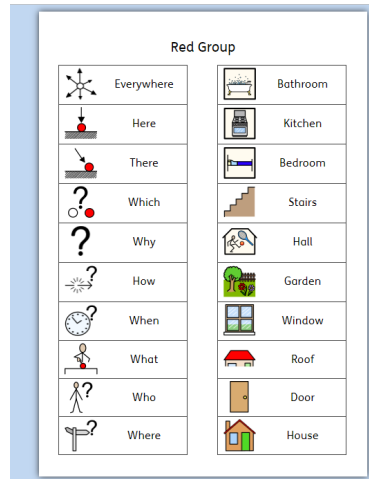 Red Group
Everywhere
Here
There
Which
Why
How
When
What
Who
Where
Bathroom
Kitchen
Bedroom
Stairs
Hall
Garden
Window
Roof
Door
House